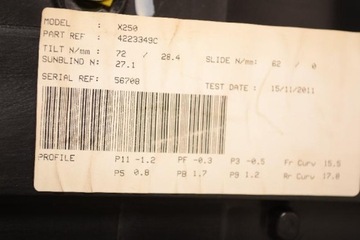 MODEL : X250
PART REF : 4223349C
TILT N/mm : 72 / 28.4 SLIDE N/mm: 62 / 0
SUNBLIND N: 27.1
SERIAL REF: 56708 TEST DATE : 15/11/2011
PROFILE P11 -1.2 PF -0.3 P3 -0.5 Fr Curv 15.5
P5 0.8 P8 1.7 P9 1.2 Rr Curv 17.0